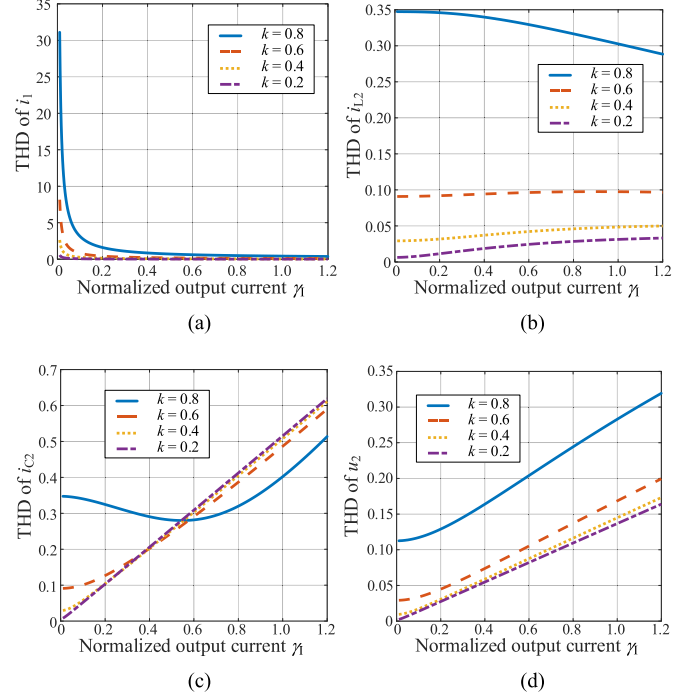 THD of i1
35
30
25
20
15
10
5
0
k = 0.8
k = 0.6
k = 0.4
k = 0.2
0 0.2 0.4 0.6 0.8 1.0 1.2
Normalized output current γI
(a)
THD of iL2
0.35
0.30
0.25
0.20
0.15
0.10
0.05
0
k = 0.8
k = 0.6
k = 0.4
k = 0.2
0 0.2 0.4 0.6 0.8 1.0 1.2
Normalized output current γI
(b)
THD of iC2
0.7
0.6
0.5
0.4
0.3
0.2
0.1
0
k = 0.8
k = 0.6
k = 0.4
k = 0.2
0 0.2 0.4 0.6 0.8 1.0 1.2
Normalized output current γI
(c)
THD of u2
0.35
0.30
0.25
0.20
0.15
0.10
0.05
0
k = 0.8
k = 0.6
k = 0.4
k = 0.2
0 0.2 0.4 0.6 0.8 1.0 1.2
Normalized output current γI
(d)